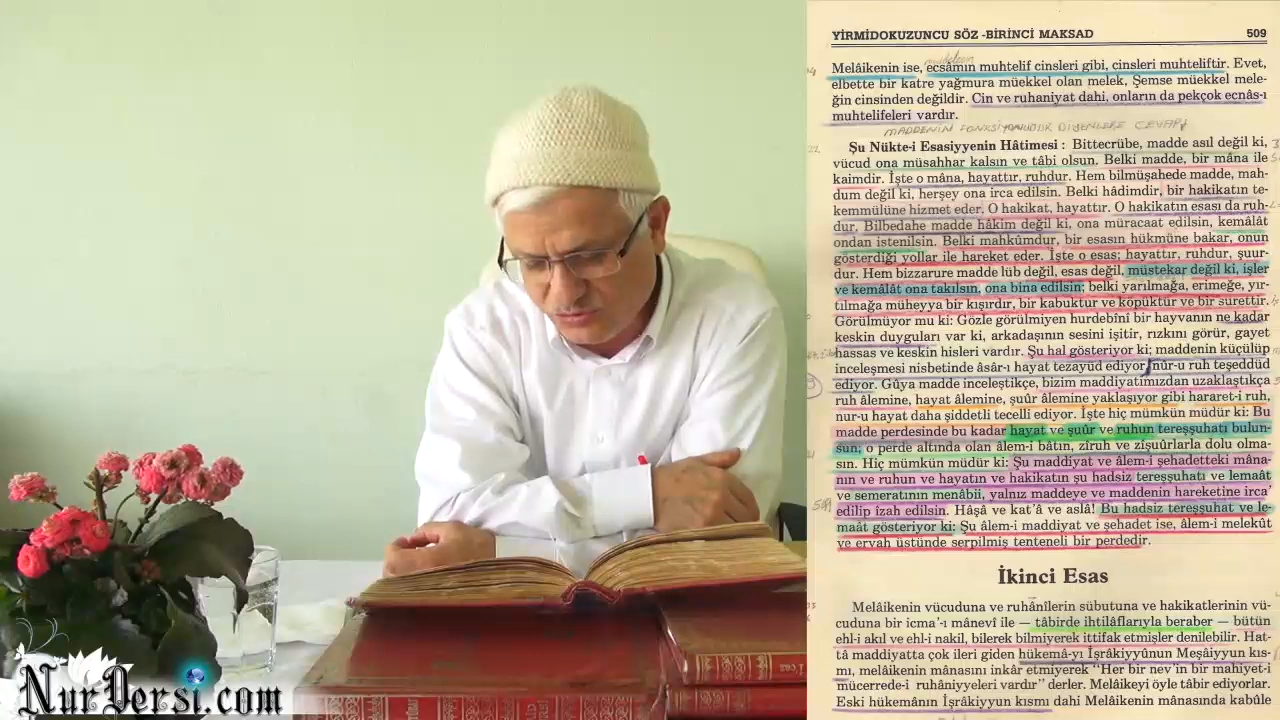 YİRMİDOKUZUNCU SÖZ -BİRİNCİ MAKSAD 509
Melâikenin ise, ecsâmın muhtelif cinsleri gibi, cinsleri muhteliftir. Evet,
elbette bir katre yağmura müekkel olan melek, Şemse müekkel mele-
ğin cinsinden değildir. Cin ve ruhaniyat dahi, onların da pekçok ecnâs-ı
muhtelifeleri vardır.
MADDENİN FONKSİYONUDUR DİYENLERE CEVAP
Şu Nükte-i Esasiyyenin Hâtimesi : Bittecrübe, madde asıl değil ki,
vücud ona müsahhar kalsın ve tâbi olsun. Belki madde, bir mâna ile
kaimdir. İşte o mâna, hayattır, ruhdur. Hem bilmüşahede madde, mah-
dum değil ki, herşey ona irca edilsin. Belki hâdimdir, bir hakikatın te-
kemmülüne hizmet eder. O hakikat, hayattır. O hakikatın esası da ruh-
dur. Bilbedahe madde hâkim değil ki, ona müracaat edilsin, kemâlât
ondan istenilsin. Belki mahkûmdur, bir esasın hükmüne bakar, onun
gösterdiği yollar ile hareket eder. İşte o esas; hayattır, ruhdur, şuur-
dur. Hem bizzarure madde lüb değil, esas değil, müstekar değil ki, işler
ve kemâlât ona takılsın, ona bina edilsin; belki yarılmağa, erimeğe, yır-
tılmağa müheyya bir kışırdır, bir kabuktur ve köpüktür ve bir surettir.
Görülmüyor mu ki: Gözle görülmiyen hurdebînî bir hayvanın ne kadar
keskin duyguları var ki, arkadaşının sesini işitir, rızkını görür, gayet
hassas ve keskin hisleri vardır. Şu hal gösteriyor ki; maddenin küçülüp
inceleşmesi nisbetinde âsâr-ı hayat tezayüd ediyor, nûr-u ruh teşeddüd
ediyor. Gûya madde inceleştikçe, bizim maddiyatımızdan uzaklaştıkça
ruh âlemine, hayat âlemine, şuûr âlemine yaklaşıyor gibi hararet-i ruh,
nur-u hayat daha şiddetli tecelli ediyor. İşte hiç mümkün müdür ki: Bu
madde perdesinde bu kadar hayat ve şuûr ve ruhun tereşşuhatı bulun-
sun; o perde altında olan âlem-i bâtın, zîruh ve zîşuûrlarla dolu olma-
sın. Hiç mümkün müdür ki: Şu maddiyat ve âlem-i şehadetteki mâna-
nın ve ruhun ve hayatın ve hakikatın şu hadsiz tereşşuhatı ve lemaât
ve semeratının menâbii, yalnız maddeye ve maddenin hareketine irca'
edilip îzah edilsin. Hâşâ ve kat'â ve aslâ! Bu hadsiz tereşşuhat ve le-
maât gösteriyor ki: Şu âlem-i maddiyat ve şehadet ise, âlem-i melekût
ve ervah üstünde serpilmiş tenteneli bir perdedir.
İkinci Esas
Melâikenin vücuduna ve ruhânîlerin sübutuna ve hakikatlerinin vü-
cuduna bir icma'-ı mânevî ile — tâbirde ihtilâflarıyla beraber — bütün
ehl-i akıl ve ehl-i nakil, bilerek bilmiyerek ittifak etmişler denilebilir. Hat-
tâ maddiyatta çok ileri giden hükema-yı İşrâkiyyûnun Meşâiyyun kıs-
mı, melâikenin mânasını inkâr etmiyerek "Her bir nev'in bir mahiyet-i
mücerrede-i ruhâniyyeleri vardır" derler. Melâikeyi öyle tâbir ediyorlar.
Eski hükemânın İşrâkiyyun kısmı dahi Melâikenin mânasında kabûle
NurDersi.com